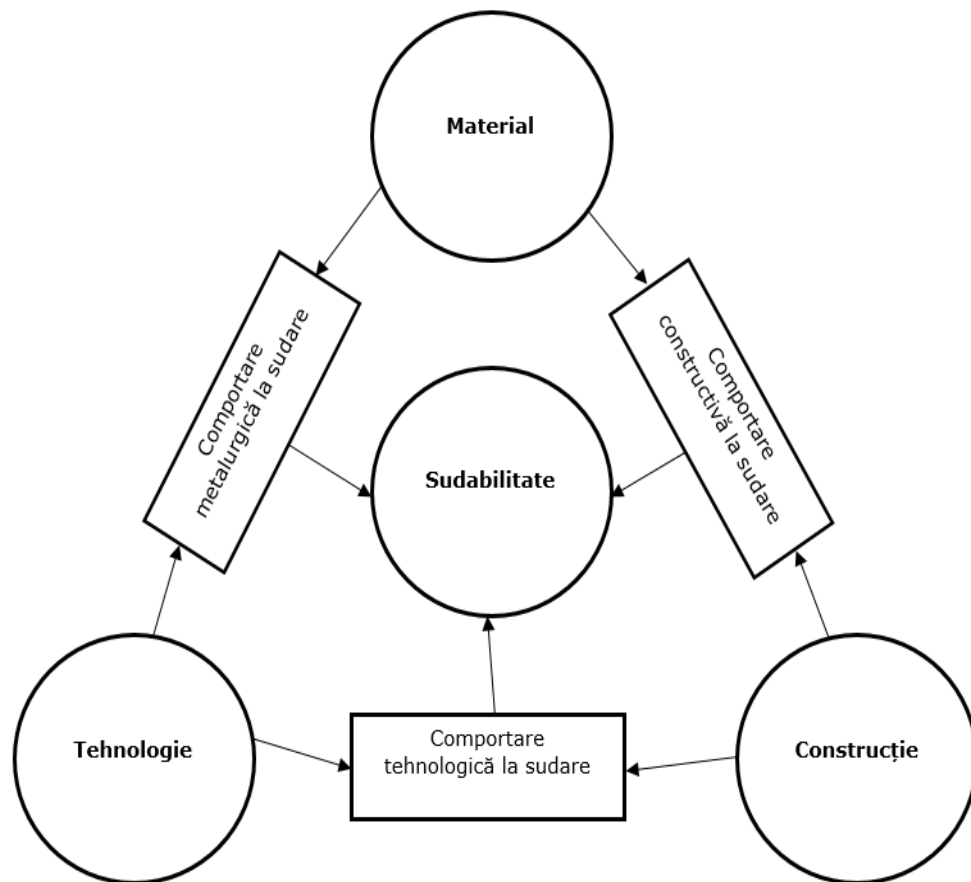 Material
Comportare
metalurgică la sudare
Comportare
constructivă la sudare
Sudabilitate
Tehnologie
Comportare
tehnologică la sudare
Construcție